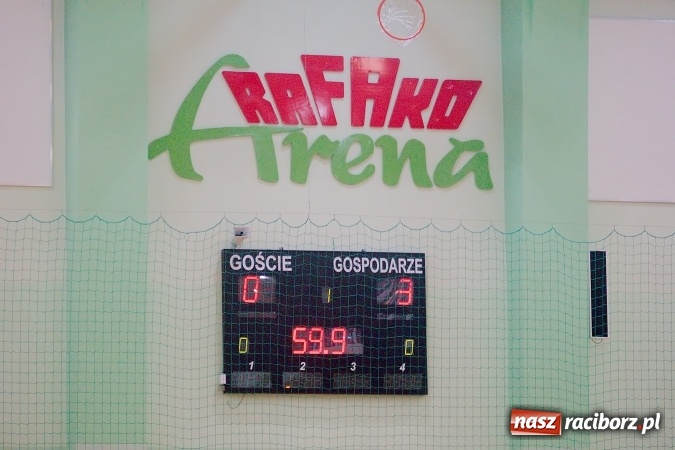 RAFAKO
Arena
GOŚCIE GOSPODARZE
0 1 3
0 59.9 0
1 2 3 4
nasz raciborz.pl